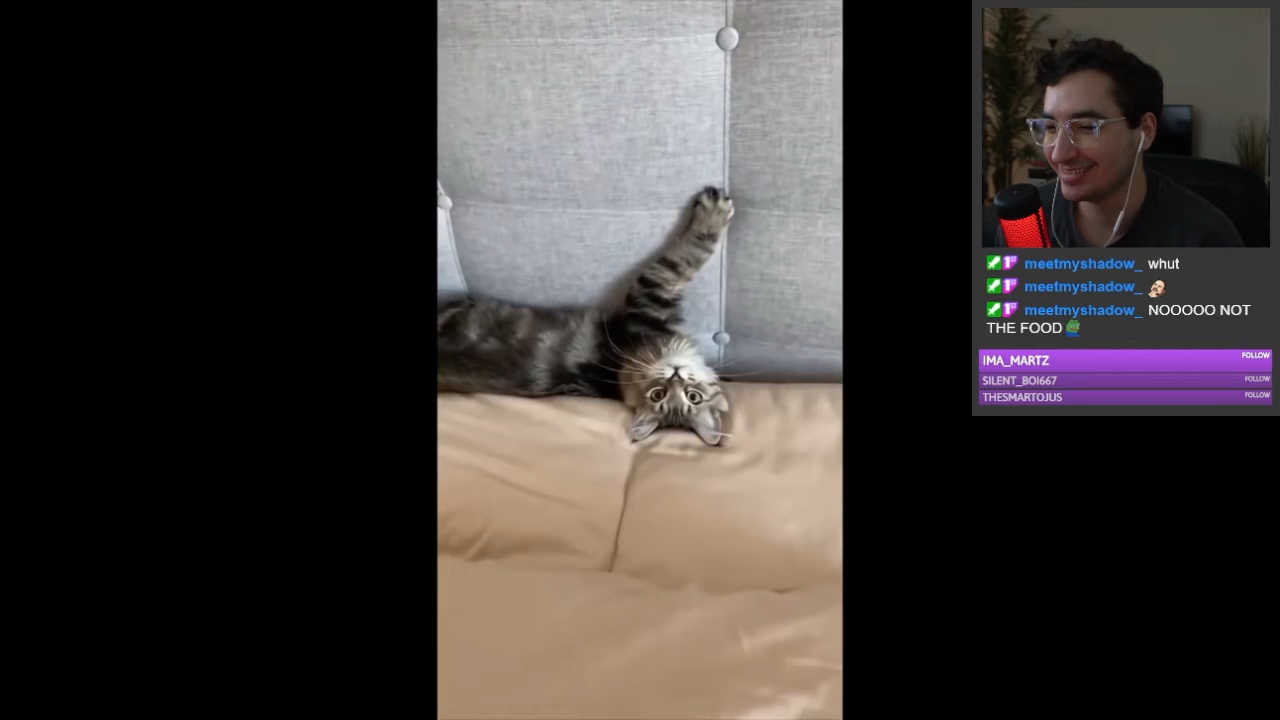 meetmyshadow_ whut
meetmyshadow_
meetmyshadow_ NOOOOO NOT
THE FOOD
IMA_MARTZ FOLLOW
SILENT_BOI667 FOLLOW
THESMARTOJUS FOLLOW